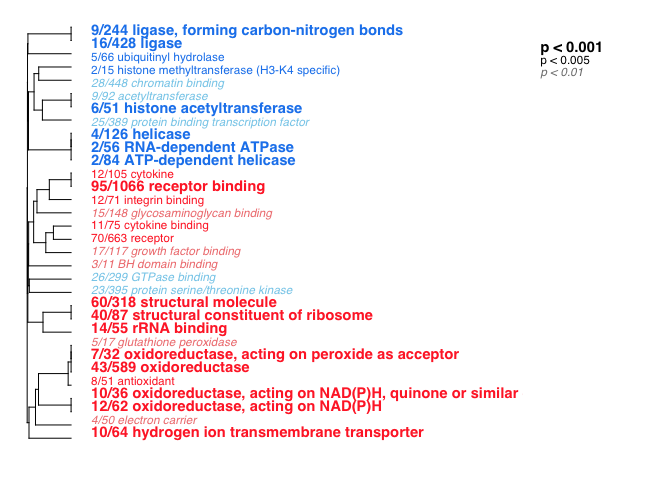 9/244 ligase, forming carbon-nitrogen bonds
16/428 ligase
5/66 ubiquitinyl hydrolase
2/15 histone methyltransferase (H3-K4 specific)
28/448 chromatin binding
9/92 acetyltransferase
6/51 histone acetyltransferase
25/389 protein binding transcription factor
4/126 helicase
2/56 RNA-dependent ATPase
2/84 ATP-dependent helicase
12/105 cytokine
95/1066 receptor binding
12/71 integrin binding
15/148 glycosaminoglycan binding
11/75 cytokine binding
70/663 receptor
17/117 growth factor binding
3/11 BH domain binding
26/299 GTPase binding
23/395 protein serine/threonine kinase
60/318 structural molecule
40/87 structural constituent of ribosome
14/55 rRNA binding
5/17 glutathione peroxidase
7/32 oxidoreductase, acting on peroxide as acceptor
43/589 oxidoreductase
8/51 antioxidant
10/36 oxidoreductase, acting on NAD(P)H, quinone or similar
12/62 oxidoreductase, acting on NAD(P)H
4/50 electron carrier
10/64 hydrogen ion transmembrane transporter
p < 0.001
p < 0.005
p < 0.01